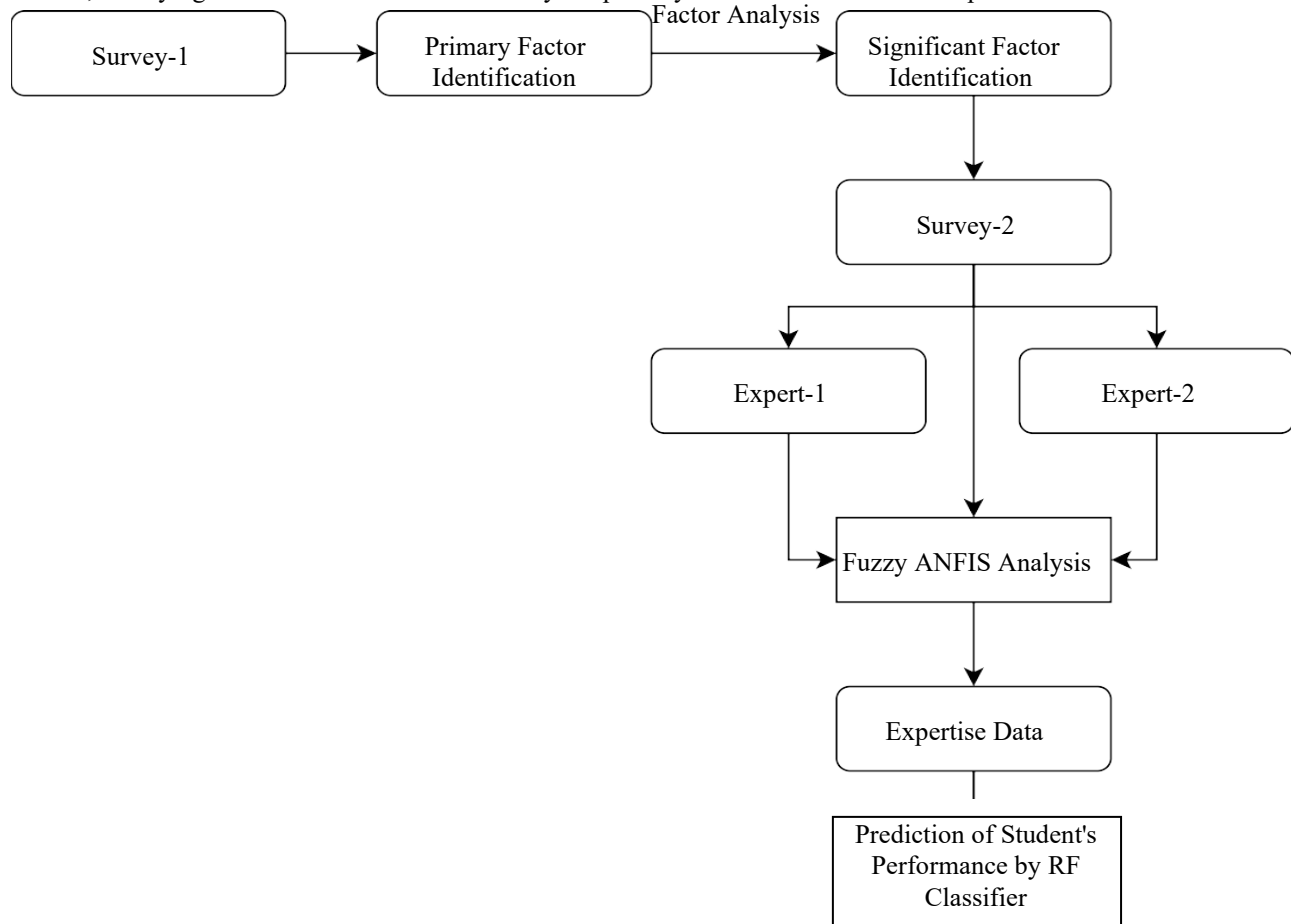 Factor Analysis
Survey-1
Primary Factor
Identification
Significant Factor
Identification
Survey-2
Expert-1
Expert-2
Fuzzy ANFIS Analysis
Expertise Data
Prediction of Student's
Performance by RF
Classifier